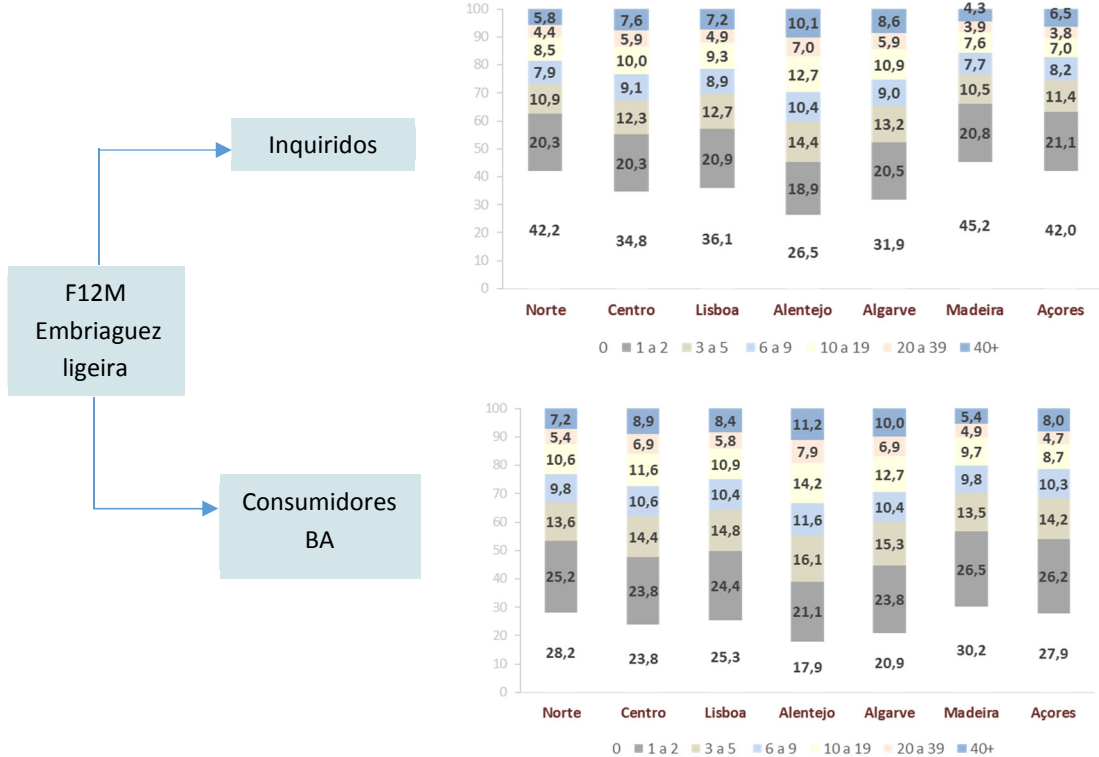 Inquiridos
F12M
Embriaguez
ligeira
Consumidores
BA
100
90
80
70
60
50
40
30
20
10
0
5,8 7,6 7,2 10,1 8,6 4,3 6,5
4,4 5,9 4,9 7,0 5,9 3,9 3,8
8,5 10,0 9,3 12,7 10,9 7,6 7,0
7,9 9,1 8,9 10,4 9,0 7,7 8,2
10,9 12,3 12,7 14,4 13,2 10,5 11,4
20,3 20,3 20,9 18,9 20,5 20,8 21,1
42,2 34,8 36,1 26,5 31,9 45,2 42,0
Norte Centro Lisboa Alentejo Algarve Madeira Açores
0 1 a 2 3 a 5 6 a 9 10 a 19 20 a 39 40+
100
90
80
70
60
50
40
30
20
10
0
7,2 8,9 8,4 11,2 10,0 5,4 8,0
5,4 6,9 5,8 7,9 6,9 4,9 4,7
10,6 11,6 10,9 14,2 12,7 9,7 8,7
9,8 10,6 10,4 11,6 10,4 9,8 10,3
13,6 14,4 14,8 16,1 15,3 13,5 14,2
25,2 23,8 24,4 21,1 23,8 26,5 26,2
28,2 23,8 25,3 17,9 20,9 30,2 27,9
Norte Centro Lisboa Alentejo Algarve Madeira Açores
0 1 a 2 3 a 5 6 a 9 10 a 19 20 a 39 40+